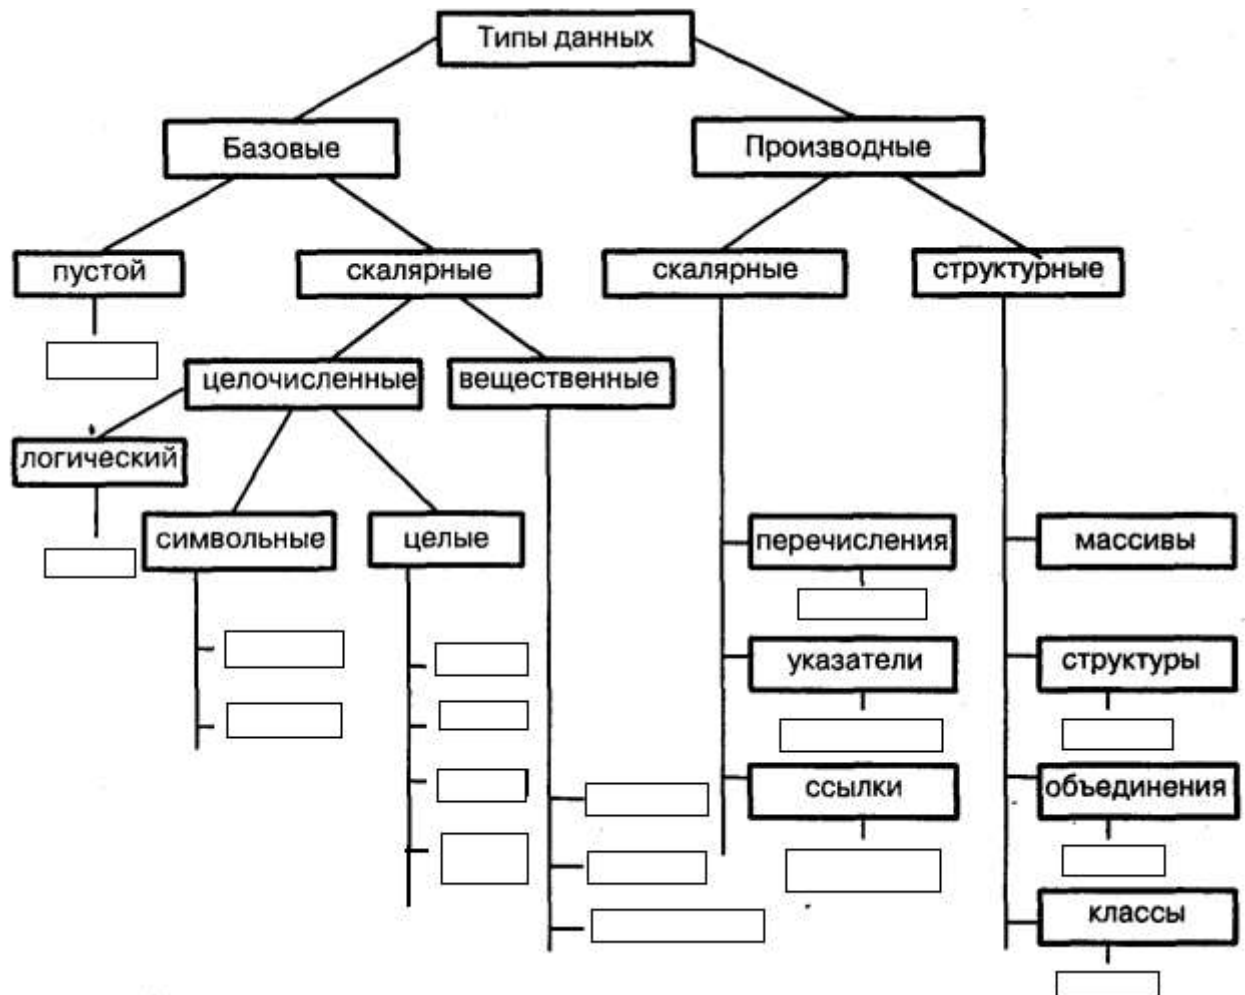 Типы данных
Базовые
Производные
пустой
скалярные
скалярные
структурные
целочисленные
вещественные
логический
символьные
целые
перечисления
массивы
указатели
структуры
ссылки
объединения
классы